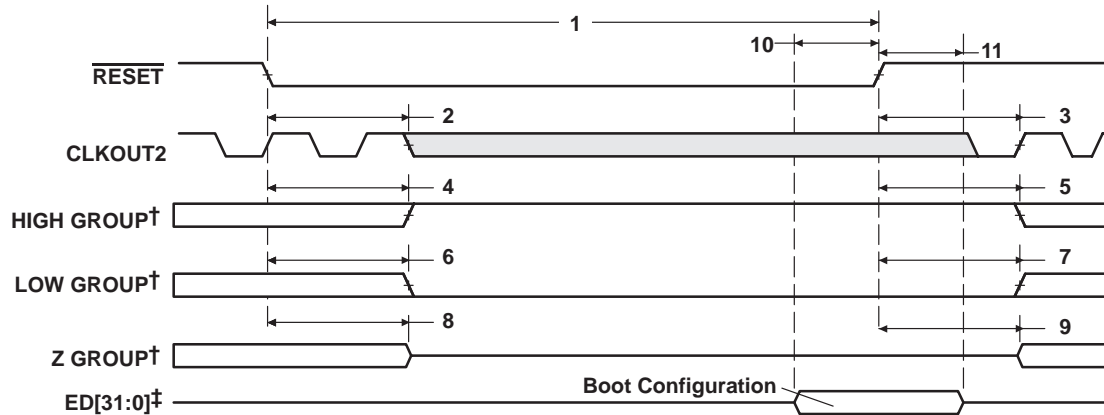 1
10
11
RESET
2
3
CLKOUT2
4
5
HIGH GROUP†
6
7
LOW GROUP†
8
9
Z GROUP†
Boot Configuration
ED[31:0]‡